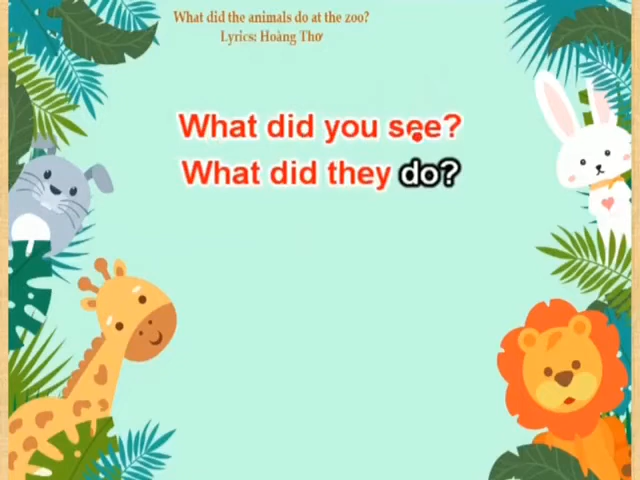 What did the animals do at the zoo?
Lyrics: Hoàng Thơ
What did you see?
What did they do?